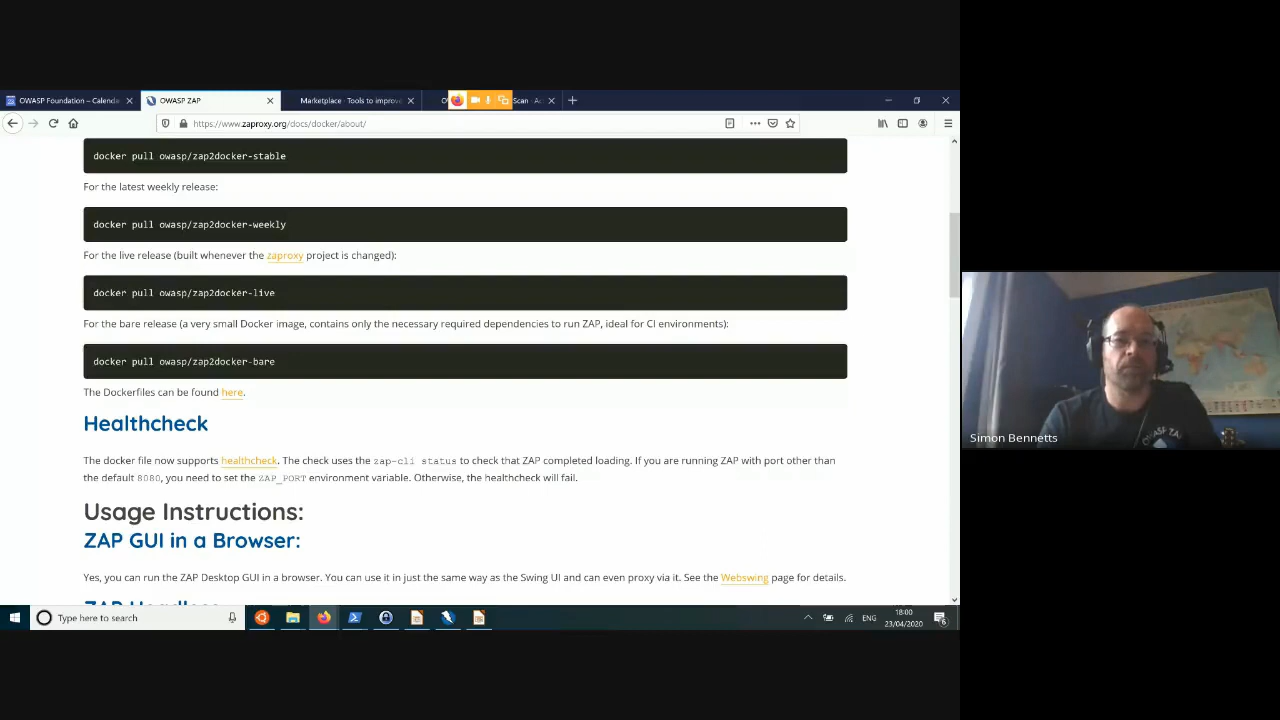 OWASP Foundation – Calenda
OWASP ZAP
Marketplace · Tools to improve
Scan · Ac
https://www.zaproxy.org/docs/docker/about/
docker pull owasp/zap2docker-stable
For the latest weekly release:
docker pull owasp/zap2docker-weekly
For the live release (built whenever the zaproxy project is changed):
docker pull owasp/zap2docker-live
For the bare release (a very small Docker image, contains only the necessary required dependencies to run ZAP, ideal for CI environments):
docker pull owasp/zap2docker-bare
The Dockerfiles can be found here.
Healthcheck
The docker file now supports healthcheck. The check uses the zap-cli status to check that ZAP completed loading. If you are running ZAP with port other than
the default 8080, you need to set the ZAP_PORT environment variable. Otherwise, the healthcheck will fail.
Usage Instructions:
ZAP GUI in a Browser:
Yes, you can run the ZAP Desktop GUI in a browser. You can use it in just the same way as the Swing UI and can even proxy via it. See the Webswing page for details.
ZAP Headless
Type here to search
ENG
18:00
23/04/2020
OWASP ZAP
Simon Bennetts